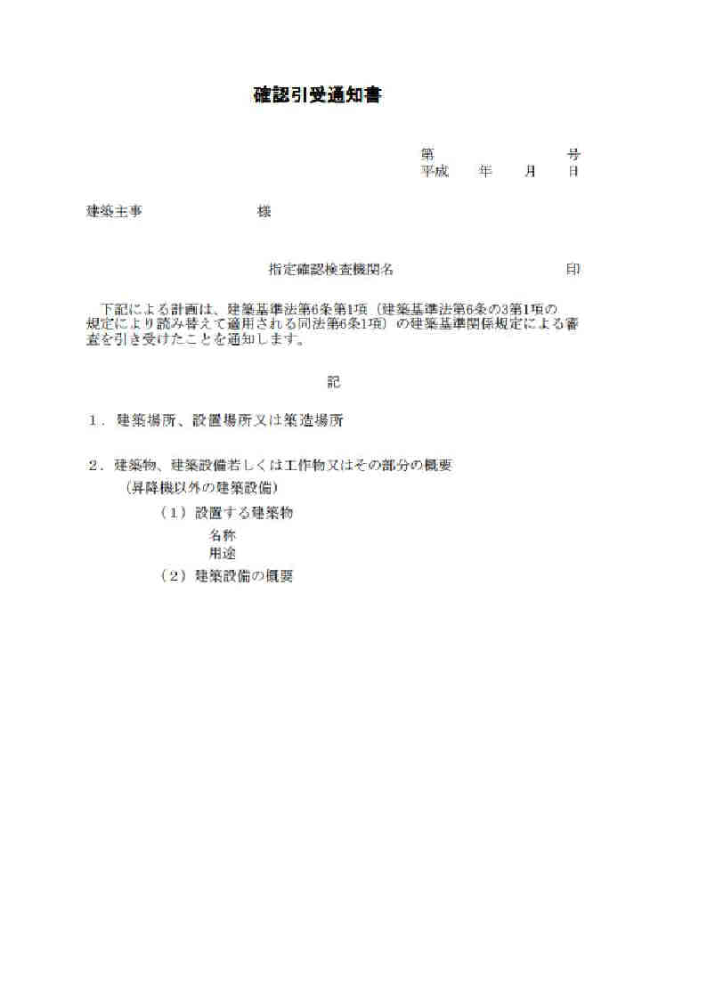 確認引受通知書
第 号
平成 年 月 日
建築主事 様
指定確認検査機関名 印
下記による計画は、建築基準法第6条第1項（建築基準法第6条の3第1項の
規定により読み替えて適用される同法第6条1項）の建築基準関係規定による審
査を引き受けたことを通知します。
記
１．建築場所、設置場所又は築造場所
２．建築物、建築設備若しくは工作物又はその部分の概要
（昇降機以外の建築設備）
（１）設置する建築物
名称
用途
（２）建築設備の概要